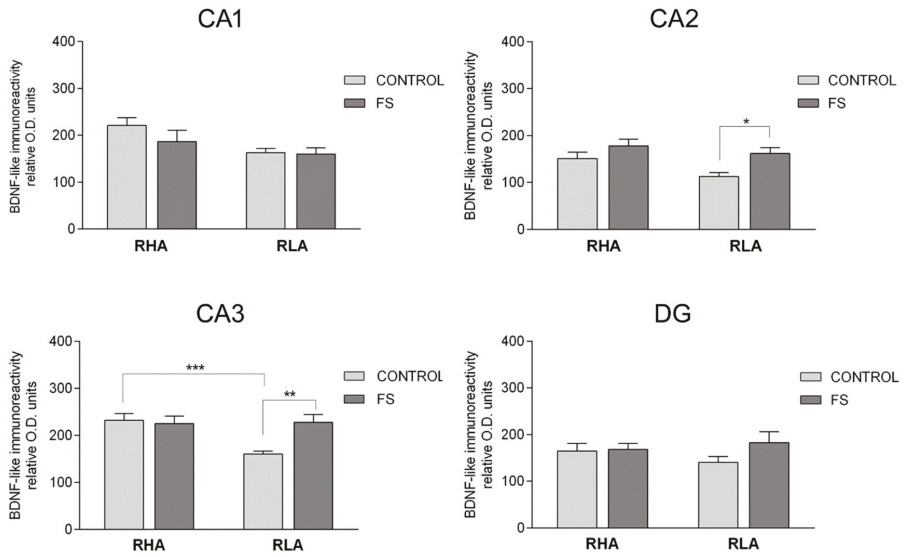 CA1
BDNF-like immunoreactivity
relative O.D. units
400
300
200
100
0
RHA
RLA
CONTROL
FS
CA2
BDNF-like immunoreactivity
relative O.D. units
400
300
200
100
0
*
RHA
RLA
CONTROL
FS
CA3
BDNF-like immunoreactivity
relative O.D. units
400
300
200
100
0
***
**
RHA
RLA
CONTROL
FS
DG
BDNF-like immunoreactivity
relative O.D. units
400
300
200
100
0
RHA
RLA
CONTROL
FS